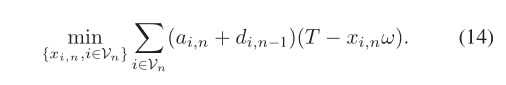 \min_{\{x_{i,n}, i \in \mathcal{V}_n\}} \sum_{i \in \mathcal{V}_n} (a_{i,n} + d_{i,n-1})(T - x_{i,n}\omega). (14)